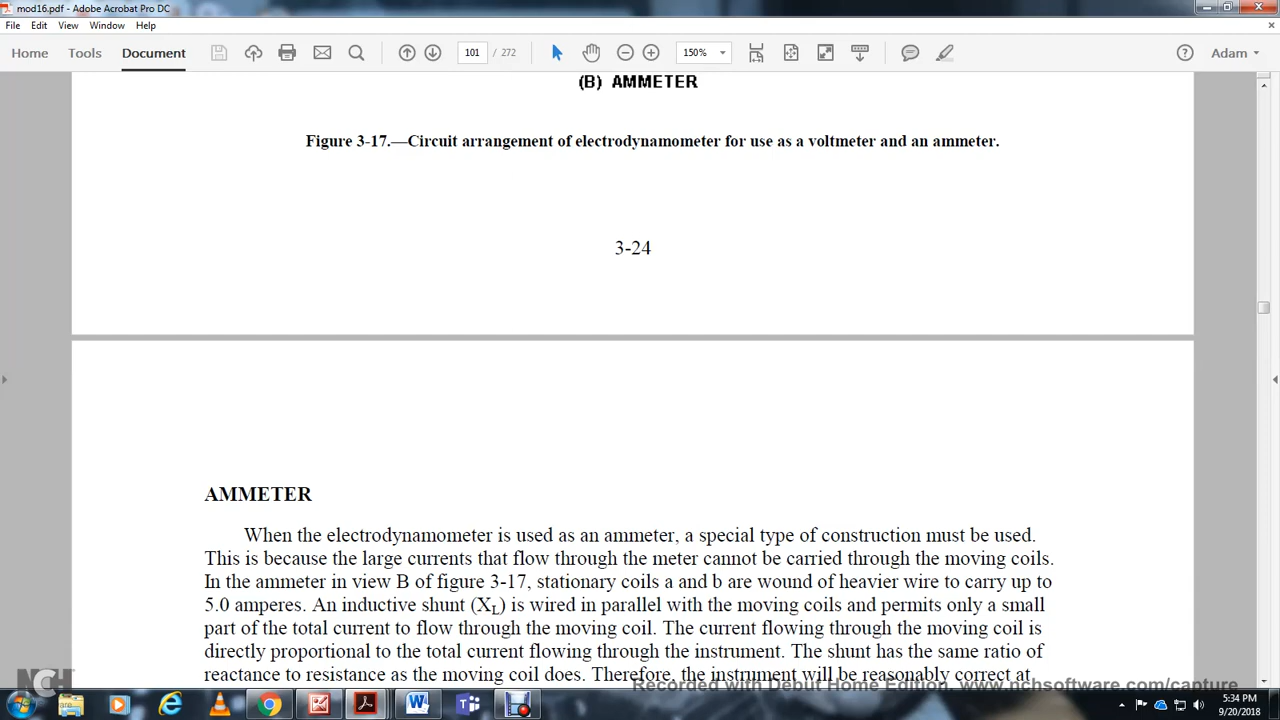 mod16.pdf - Adobe Acrobat Pro DC
File Edit View Window Help
Home Tools Document 101 / 272 150% Adam
(B) AMMETER
Figure 3-17.—Circuit arrangement of electrodynamometer for use as a voltmeter and an ammeter.
3-24
AMMETER
When the electrodynamometer is used as an ammeter, a special type of construction must be used.
This is because the large currents that flow through the meter cannot be carried through the moving coils.
In the ammeter in view B of figure 3-17, stationary coils a and b are wound of heavier wire to carry up to
5.0 amperes. An inductive shunt (XL) is wired in parallel with the moving coils and permits only a small
part of the total current to flow through the moving coil. The current flowing through the moving coil is
directly proportional to the total current flowing through the instrument. The shunt has the same ratio of
reactance to resistance as the moving coil does. Therefore, the instrument will be reasonably correct at
Recorded with Debut Home Edition. www.nchsoftware.com/capture
NCH
5:34 PM
9/20/2018